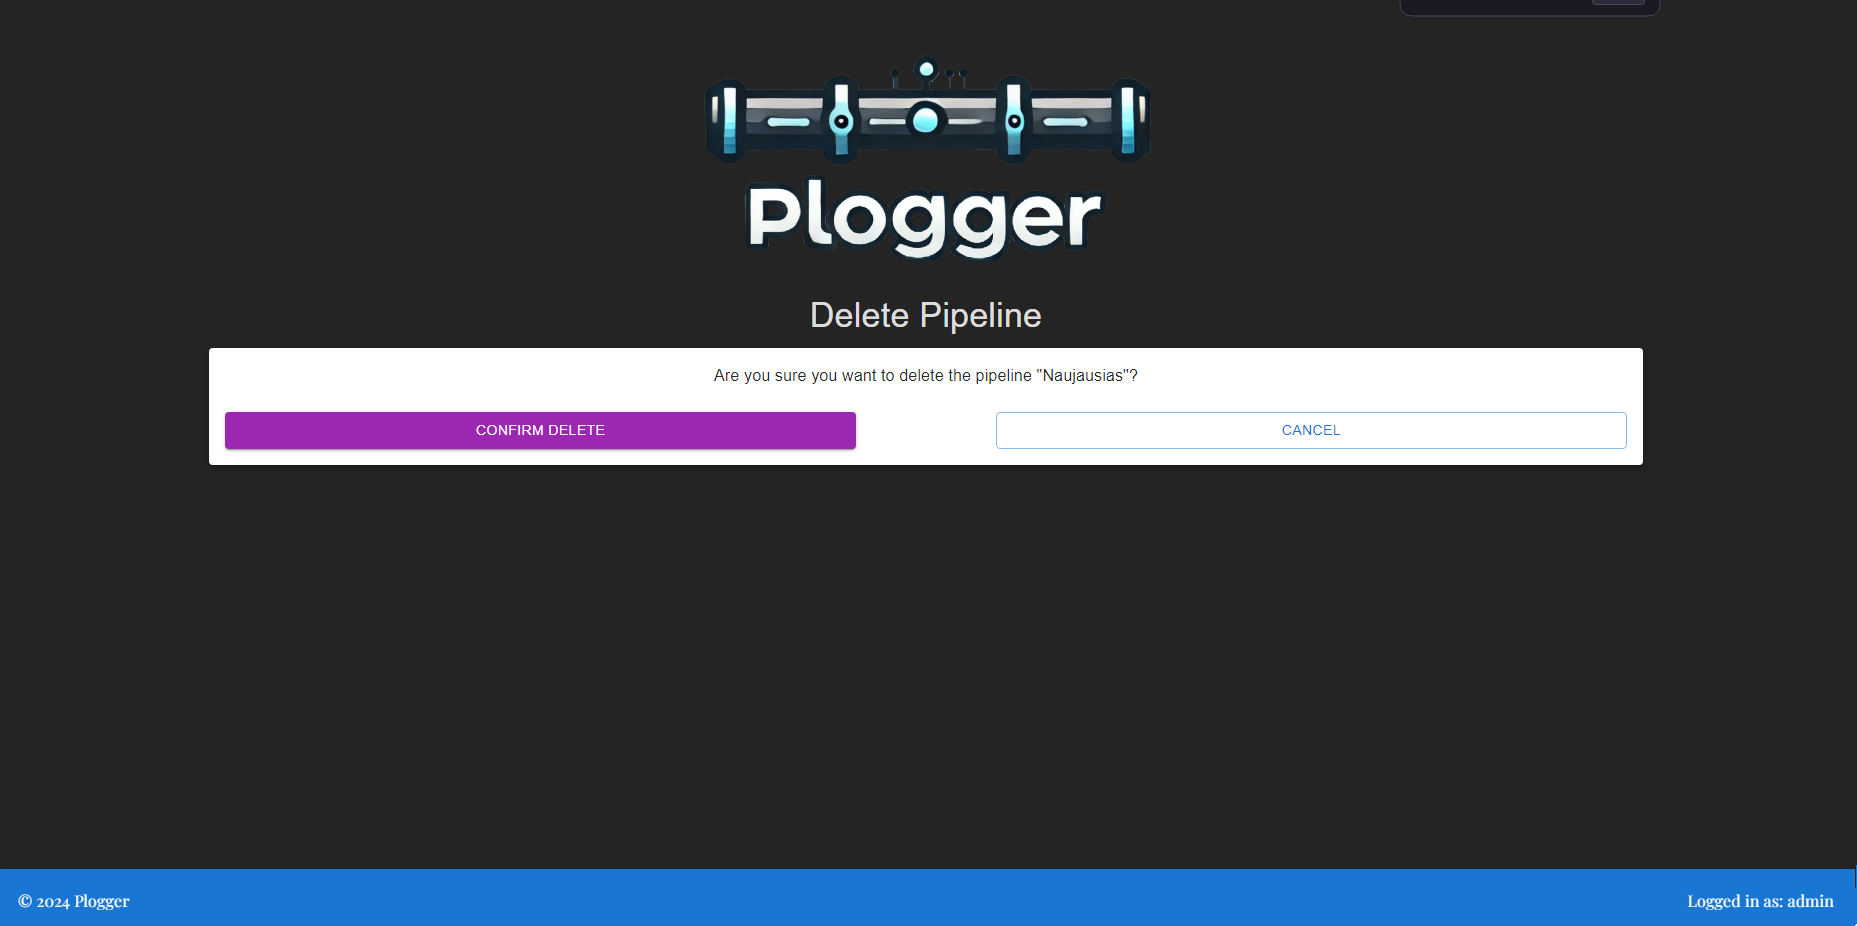 Plogger
Delete Pipeline
Are you sure you want to delete the pipeline "Naujausias"?
CONFIRM DELETE
CANCEL
© 2024 Plogger
Logged in as: admin